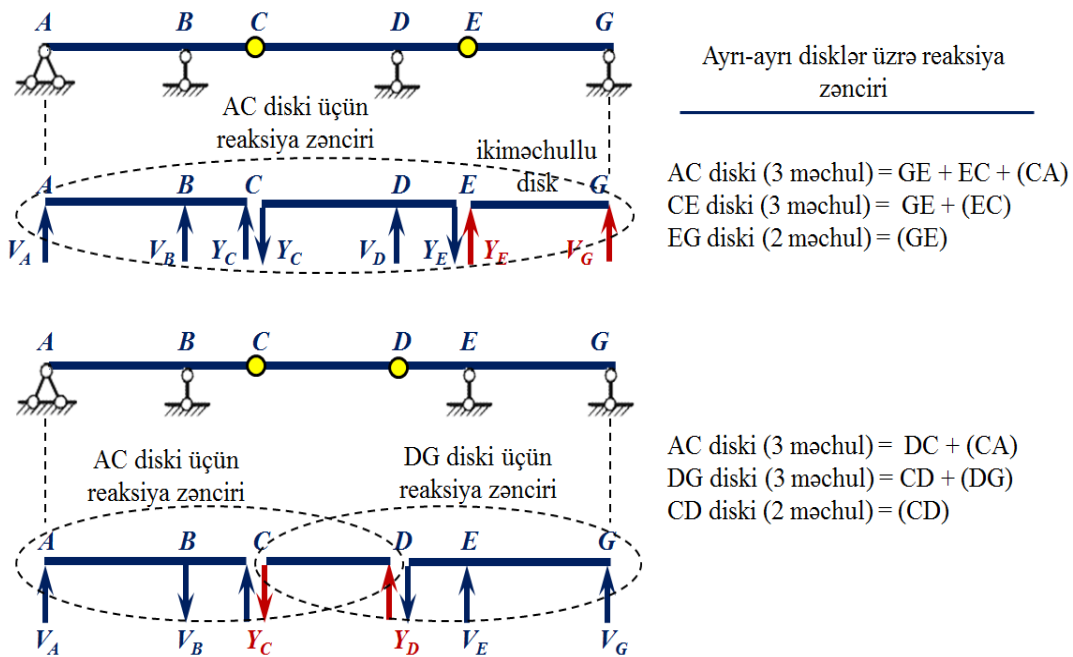 A B C D E G
Ayrı-ayrı disklər üzrə reaksiya
zənciri
AC diski üçün
reaksiya zənciri
ikiməchullu
disk
A B C D E G
V_A V_B Y_C Y_C V_D Y_E Y_E V_G
AC diski (3 məchul) = GE + EC + (CA)
CE diski (3 məchul) = GE + (EC)
EG diski (2 məchul) = (GE)
A B C D E G
AC diski üçün
reaksiya zənciri
DG diski üçün
reaksiya zənciri
A B C D E G
V_A V_B Y_C Y_D V_E V_G
AC diski (3 məchul) = DC + (CA)
DG diski (3 məchul) = CD + (DG)
CD diski (2 məchul) = (CD)